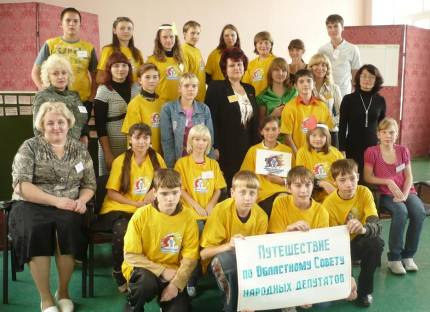 Путешествие
по Областному Совету
народных депутатов